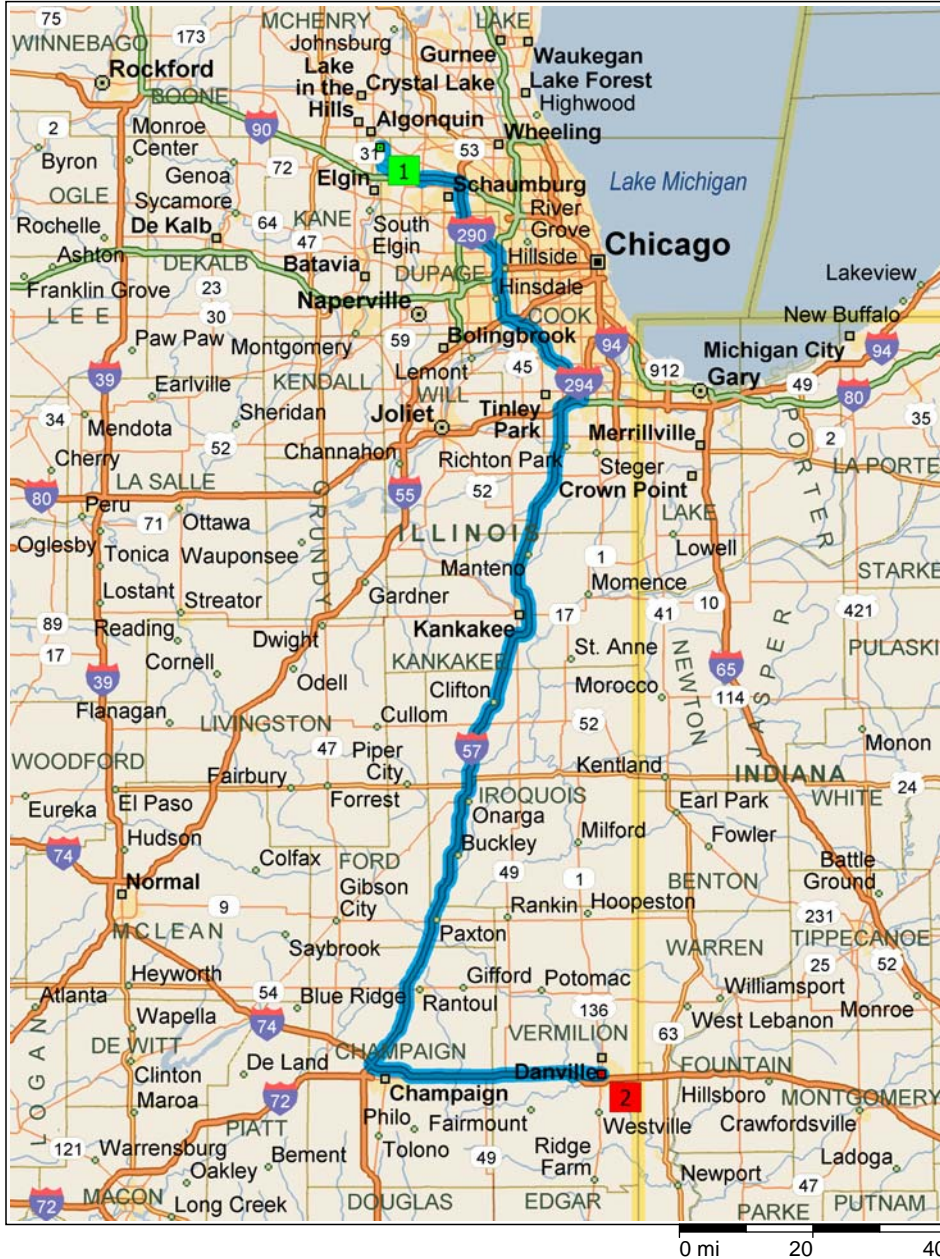 75
MCHENRY
LAKE
WINNEBAGO
173
Johnsburg
Gurnee
Waukegan
Rockford
Lake in the Hills
Crystal Lake
Lake Forest
BOONE
Highwood
2
Monroe Center
90
Algonquin
Wheeling
Byron
31
53
Genoa
72
1
OGLE
Elgin
Schaumburg
Lake Michigan
Sycamore
KANE
River Grove
Rochelle
De Kalb
64
South Elgin
290
Chicago
Ashton
47
Hillside
DEKALB
Batavia
DUPAGE
Lakeview
Franklin Grove
23
Hinsdale
LEE
30
Naperville
COOK
New Buffalo
Paw Paw
Montgomery
59
Bolingbrook
94
Michigan City
94
39
45
912
Lemont
Gary
KENDALL
WILL
294
49
80
Earlville
34
Sheridan
Joliet
Tinley Park
35
Mendota
52
Merrillville
2
PORTER
Cherry
Channahon
Richton Park
Steger
LA PORTE
80
LA SALLE
55
52
Crown Point
Peru
71
Ottawa
GRUNDY
ILLINOIS
LAKE
Oglesby
Tonica
Wauponsee
1
Lowell
Manteno
STARKE
Lostant
Gardner
Momence
Streator
10
421
89
Reading
Kankakee
17
41
JASPER
17
Dwight
St. Anne
NEWTON
PULASKI
Cornell
KANKAKEE
39
Odell
Clifton
Morocco
65
Flanagan
114
LIVINGSTON
Cullom
52
47
Piper City
57
Monon
WOODFORD
Fairbury
Kentland
INDIANA
24
Eureka
El Paso
Forrest
IROQUOIS
WHITE
Onarga
Earl Park
Hudson
Buckley
Milford
Fowler
74
Colfax
FORD
Battle Ground
Normal
Gibson City
49
1
BENTON
9
Rankin
Hoopeston
231
MCLEAN
Paxton
WARREN
TIPPECANOE
Saybrook
Heyworth
Gifford
Potomac
25
52
Atlanta
54
Blue Ridge
Rantoul
Williamsport
Monroe
Wapella
74
136
63
West Lebanon
LOGAN
DE WITT
CHAMPAIGN
VERMILION
De Land
Danville
FOUNTAIN
Clinton
Champaign
2
Hillsboro
MONTGOMERY
Maroa
72
Philo
Fairmount
Westville
Crawfordsville
PIATT
121
Warrensburg
Bement
Tolono
49
Ridge Farm
Ladoga
Oakley
Newport
47
MACON
72
Long Creek
DOUGLAS
EDGAR
PARKE
PUTNAM
0 mi 20 40